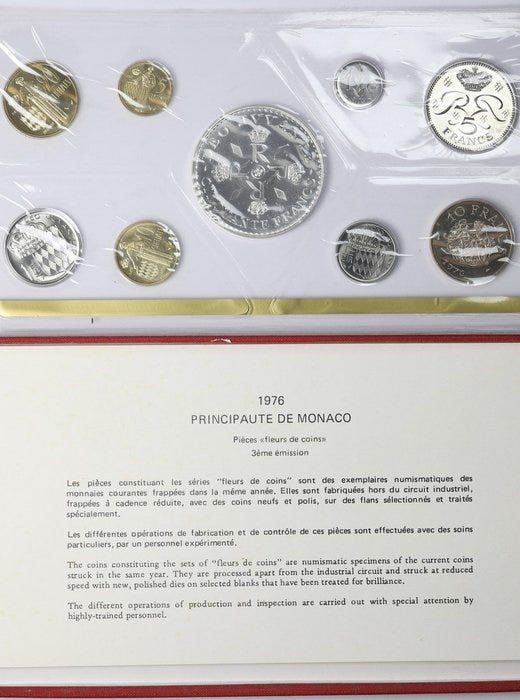 5
FRANCS
CINQUANTE FRANCS
10 FRA
1976
1976
PRINCIPAUTE DE MONACO
Pièces «fleurs de coins»
3ème émission
Les pièces constituant les séries "fleurs de coins" sont des exemplaires numismatiques des
monnaies courantes frappées dans la même année. Elles sont fabriquées hors du circuit industriel,
frappées à cadence réduite, avec des coins neufs et polis, sur des flans sélectionnés et traités
spécialement.
Les différentes opérations de fabrication et de contrôle de ces pièces sont effectuées avec des soins
particuliers, par un personnel expérimenté.
The coins constituting the sets of "fleurs de coins" are numismatic specimens of the current coins
struck in the same year. They are processed apart from the industrial circuit and struck at reduced
speed with new, polished dies on selected blanks that have been treated for brilliance.
The different operations of production and inspection are carried out with special attention by
highly-trained personnel.